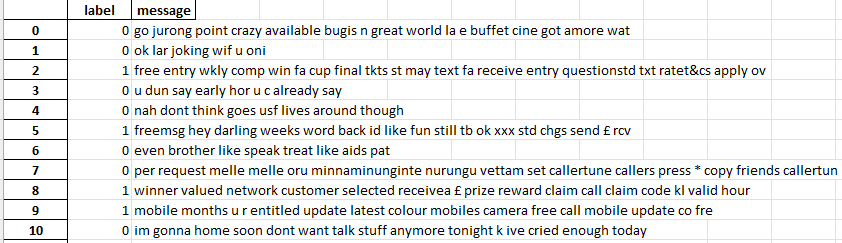 label message
0 0 go jurong point crazy available bugis n great world la e buffet cine got amore wat
1 0 ok lar joking wif u oni
2 1 free entry wkly comp win fa cup final tkts st may text fa receive entry questionstd txt ratet&cs apply ov
3 0 u dun say early hor u c already say
4 0 nah dont think goes usf lives around though
5 1 freemsg hey darling weeks word back id like fun still tb ok xxx std chgs send £ rcv
6 0 even brother like speak treat like aids pat
7 0 per request melle melle oru minnaminunginte nurungu vettam set callertune callers press * copy friends callertun
8 1 winner valued network customer selected receivea £ prize reward claim call claim code kl valid hour
9 1 mobile months u r entitled update latest colour mobiles camera free call mobile update co fre
10 0 im gonna home soon dont want talk stuff anymore tonight k ive cried enough today